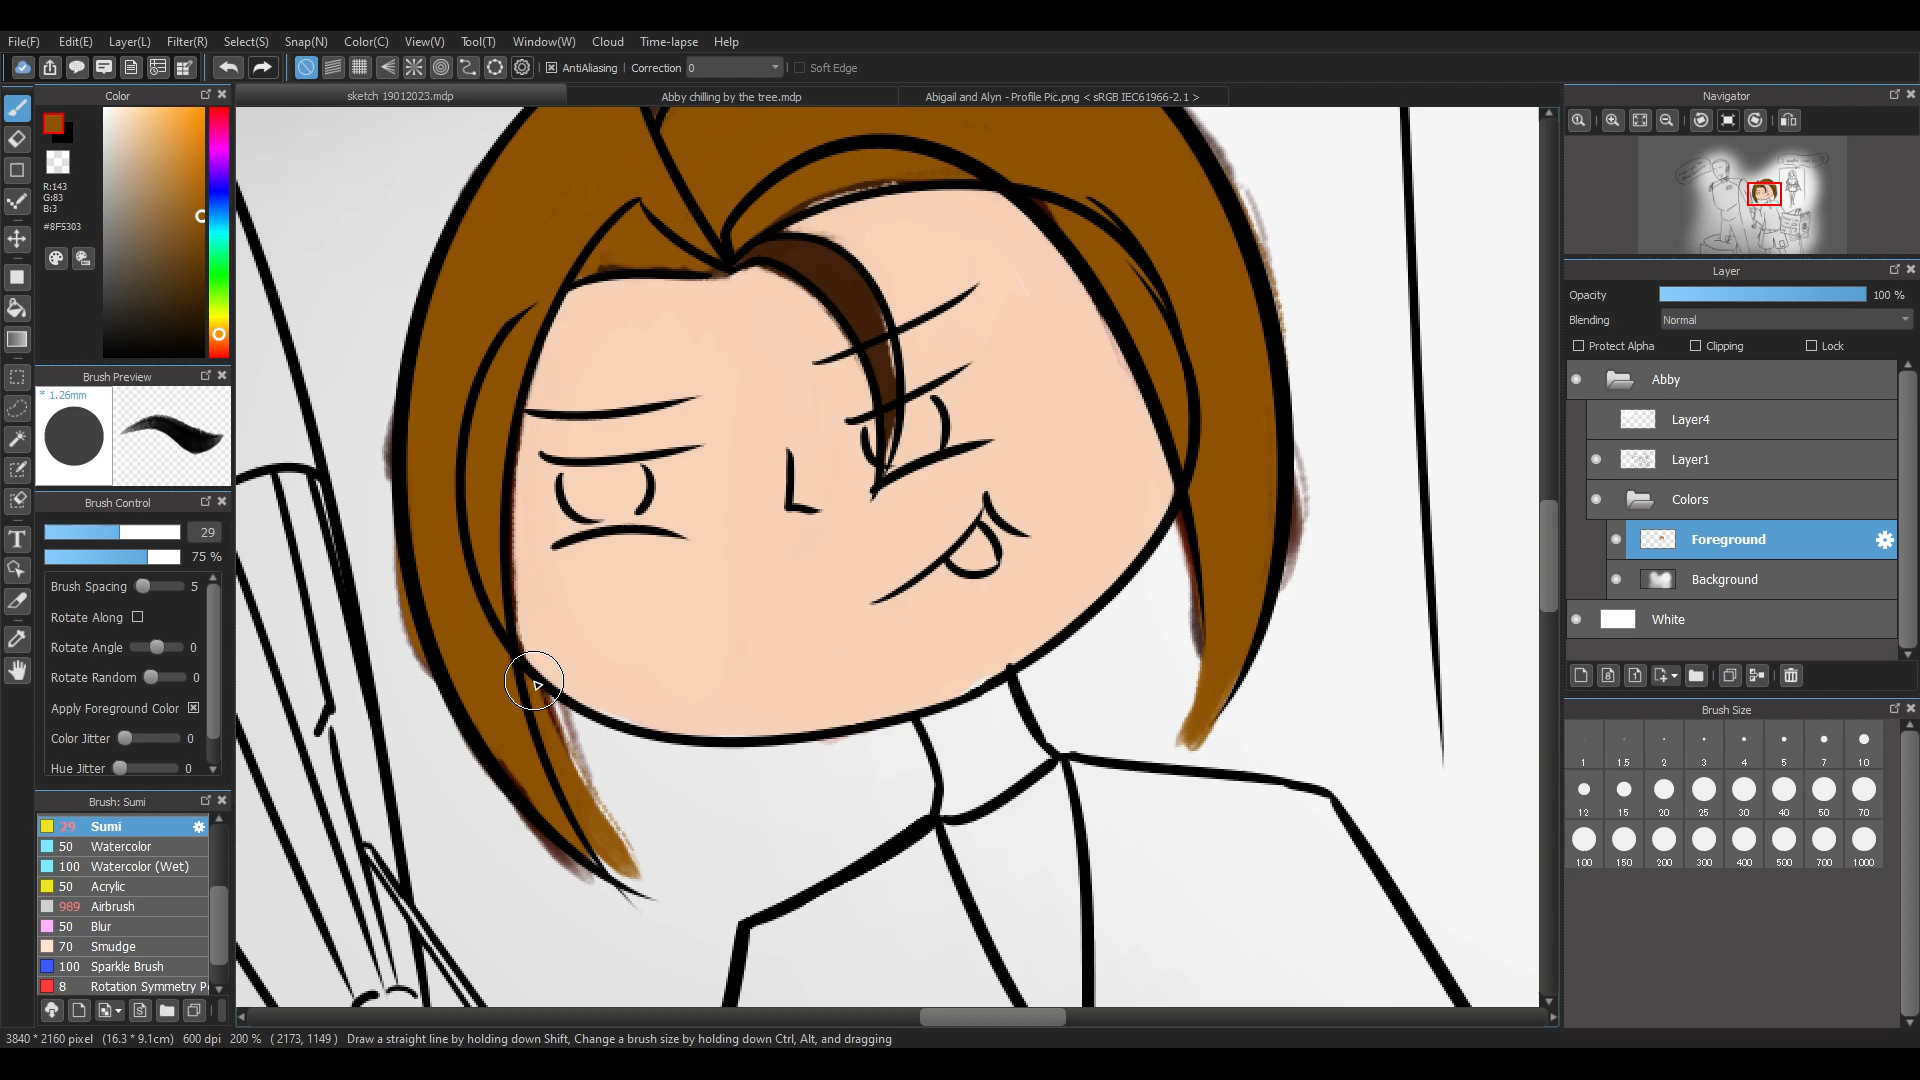 File(F) Edit(E) Layer(L) Filter(R) Select(S) Snap(N) Color(C) View(V) Tool(T) Window(W) Cloud Time-lapse Help
AntiAliasing Correction 0 Soft Edge
Color
sketch 19012023.mdp
Abby chilling by the tree.mdp
Abigail and Alyn - Profile Pic.png < sRGB IEC61966-2.1 >
R:143
G:83
B:3
#8F5303
Brush Preview
* 1.26mm
Brush Control
29
75 %
Brush Spacing 5
Rotate Along
Rotate Angle 0
Rotate Random 0
Apply Foreground Color
Color Jitter 0
Hue Jitter 0
Brush: Sumi
29 Sumi
50 Watercolor
100 Watercolor (Wet)
50 Acrylic
989 Airbrush
50 Blur
70 Smudge
100 Sparkle Brush
8 Rotation Symmetry P
3840 * 2160 pixel (16.3 * 9.1cm) 600 dpi 200 % ( 2173, 1149 ) Draw a straight line by holding down Shift, Change a brush size by holding down Ctrl, Alt, and dragging
Navigator
Layer
Opacity 100 %
Blending Normal
Protect Alpha Clipping Lock
Abby
Layer4
Layer1
Colors
Foreground
Background
White
Brush Size
1 1.5 2 3 4 5 7 10
12 15 20 25 30 40 50 70
100 150 200 300 400 500 700 1000